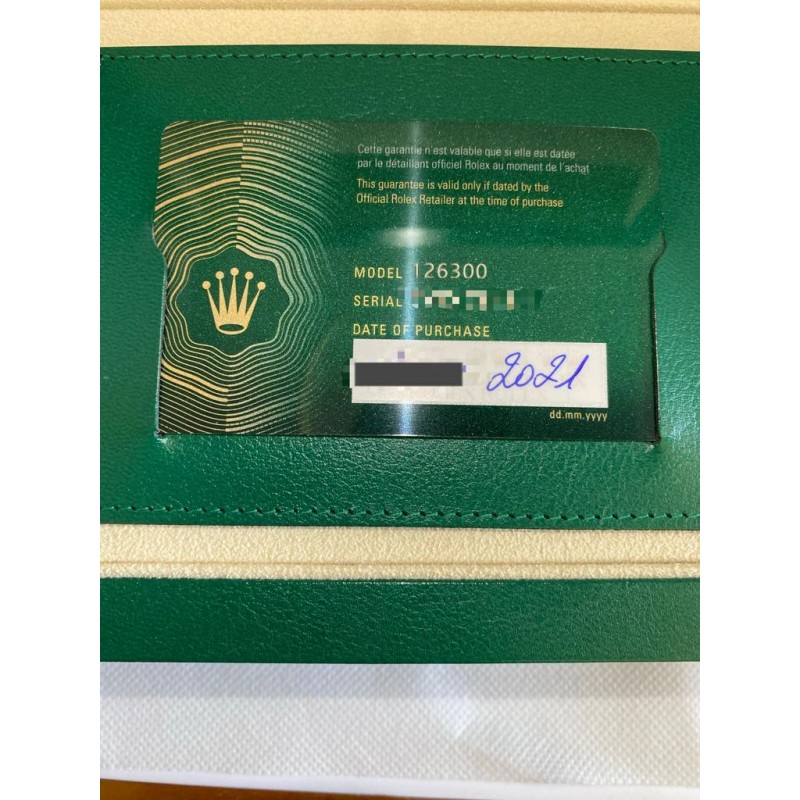 Cette garantie n'est valable que si elle est datée
par le détaillant officiel Rolex au moment de l'achat
This guarantee is valid only if dated by the
Official Rolex Retailer at the time of purchase
MODEL 126300
SERIAL
DATE OF PURCHASE
2021
dd.mm.yyyy